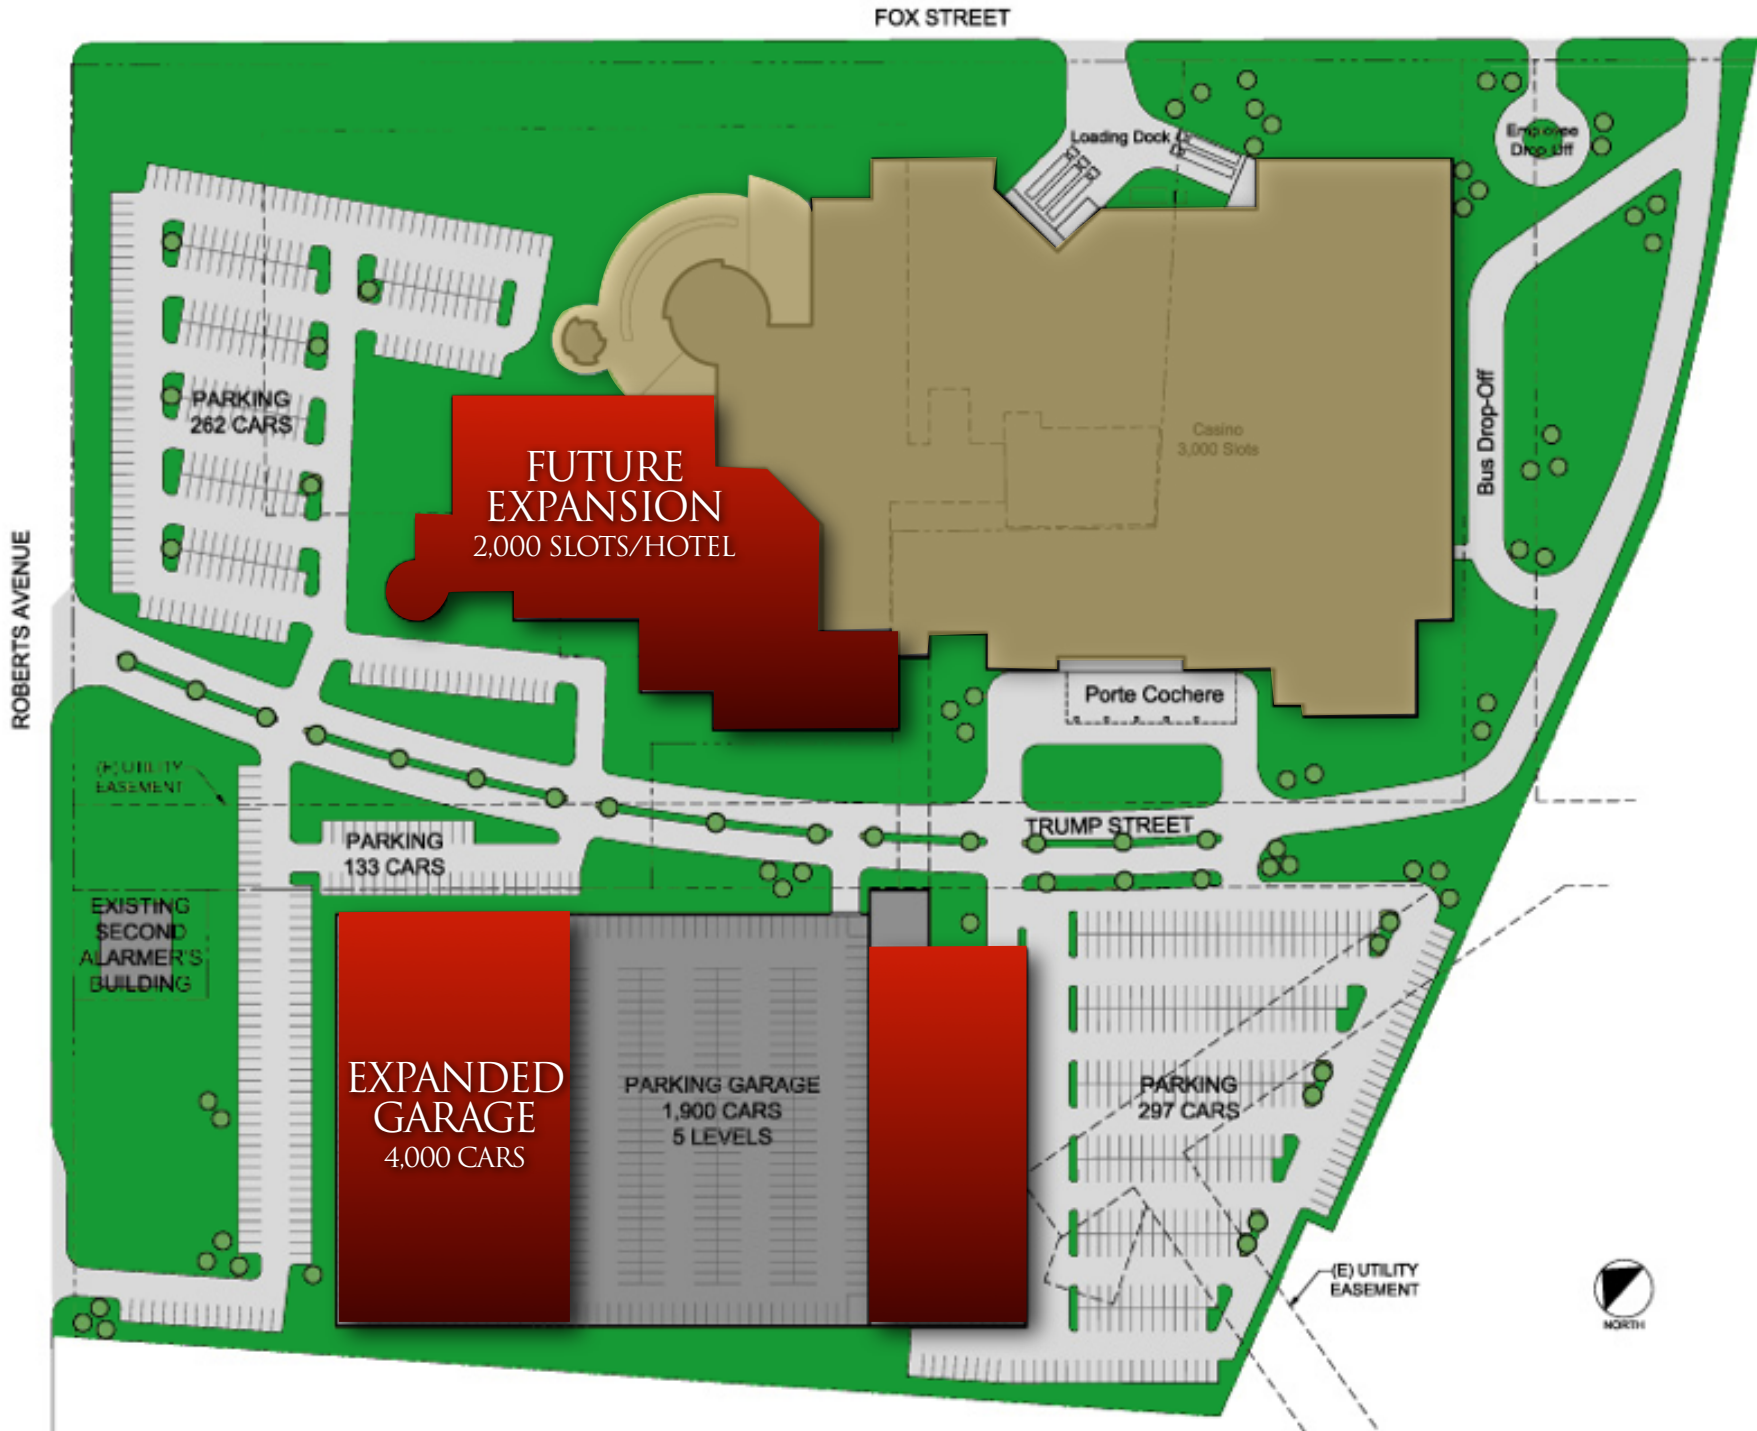 FOX STREET
Loading Dock
Employee
Drop Off
PARKING
262 CARS
Casino
3,000 Slots
Bus Drop-Off
FUTURE
EXPANSION
2,000 SLOTS/HOTEL
ROBERTS AVENUE
Porte Cochere
(E) UTILITY
EASEMENT
TRUMP STREET
PARKING
133 CARS
EXISTING
SECOND
ALARMER'S
BUILDING
EXPANDED
GARAGE
4,000 CARS
PARKING GARAGE
1,900 CARS
5 LEVELS
PARKING
297 CARS
(E) UTILITY
EASEMENT
NORTH